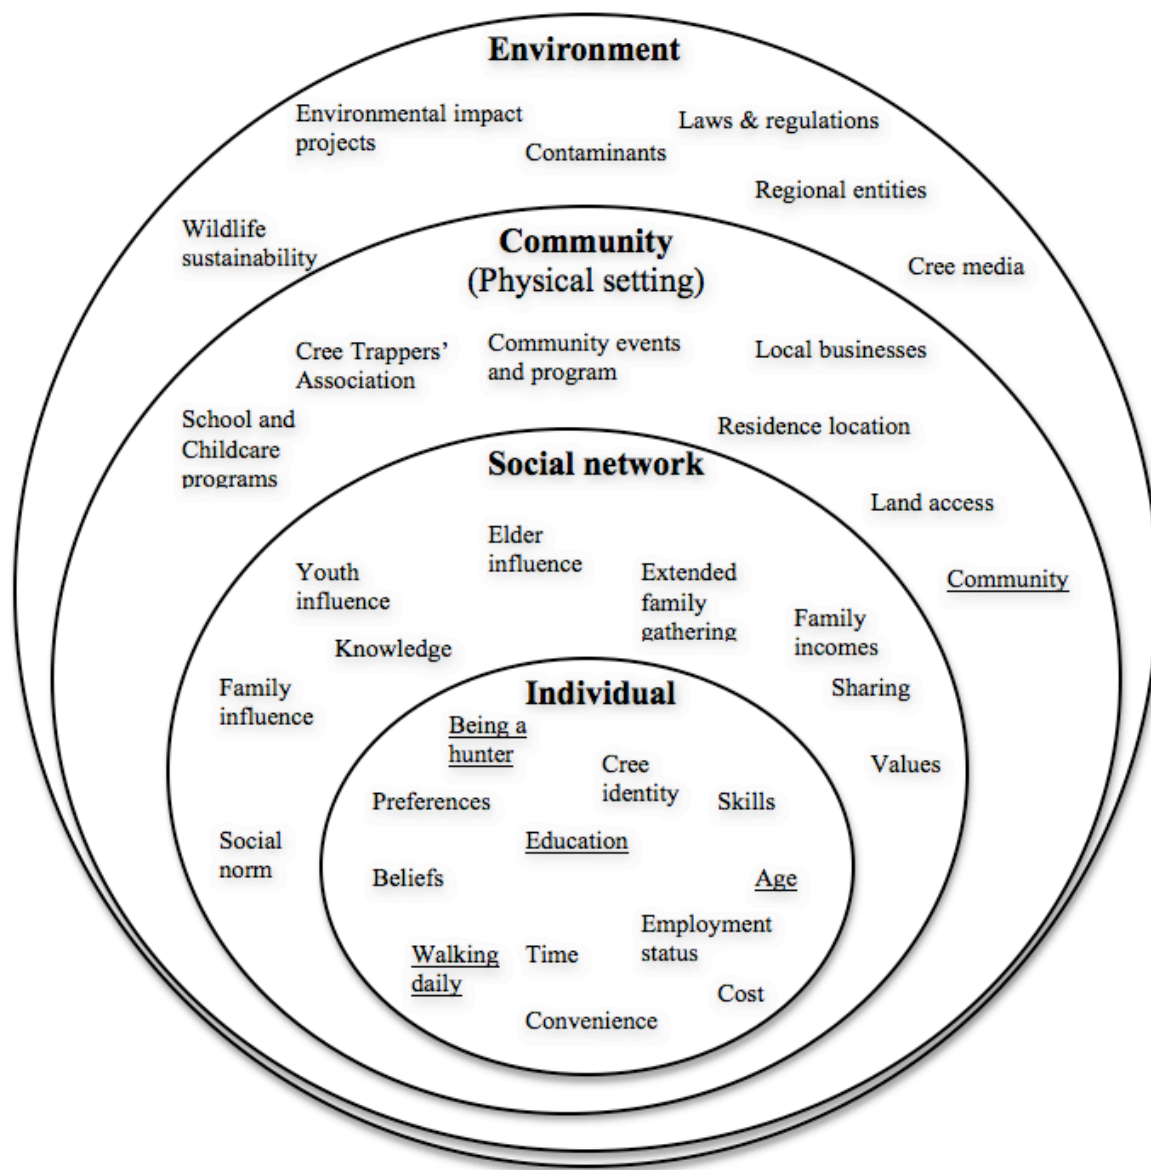 Environment
Environmental impact
projects
Laws & regulations
Contaminants
Regional entities
Wildlife
sustainability
Cree media
Community
(Physical setting)
Cree Trappers’
Association
Community events
and program
Local businesses
School and
Childcare
programs
Residence location
Land access
Community
Social network
Elder
influence
Youth
influence
Extended
family
gathering
Family
incomes
Knowledge
Sharing
Family
influence
Values
Social
norm
Individual
Being a
hunter
Cree
identity
Preferences
Skills
Education
Beliefs
Age
Employment
status
Walking
daily
Time
Cost
Convenience